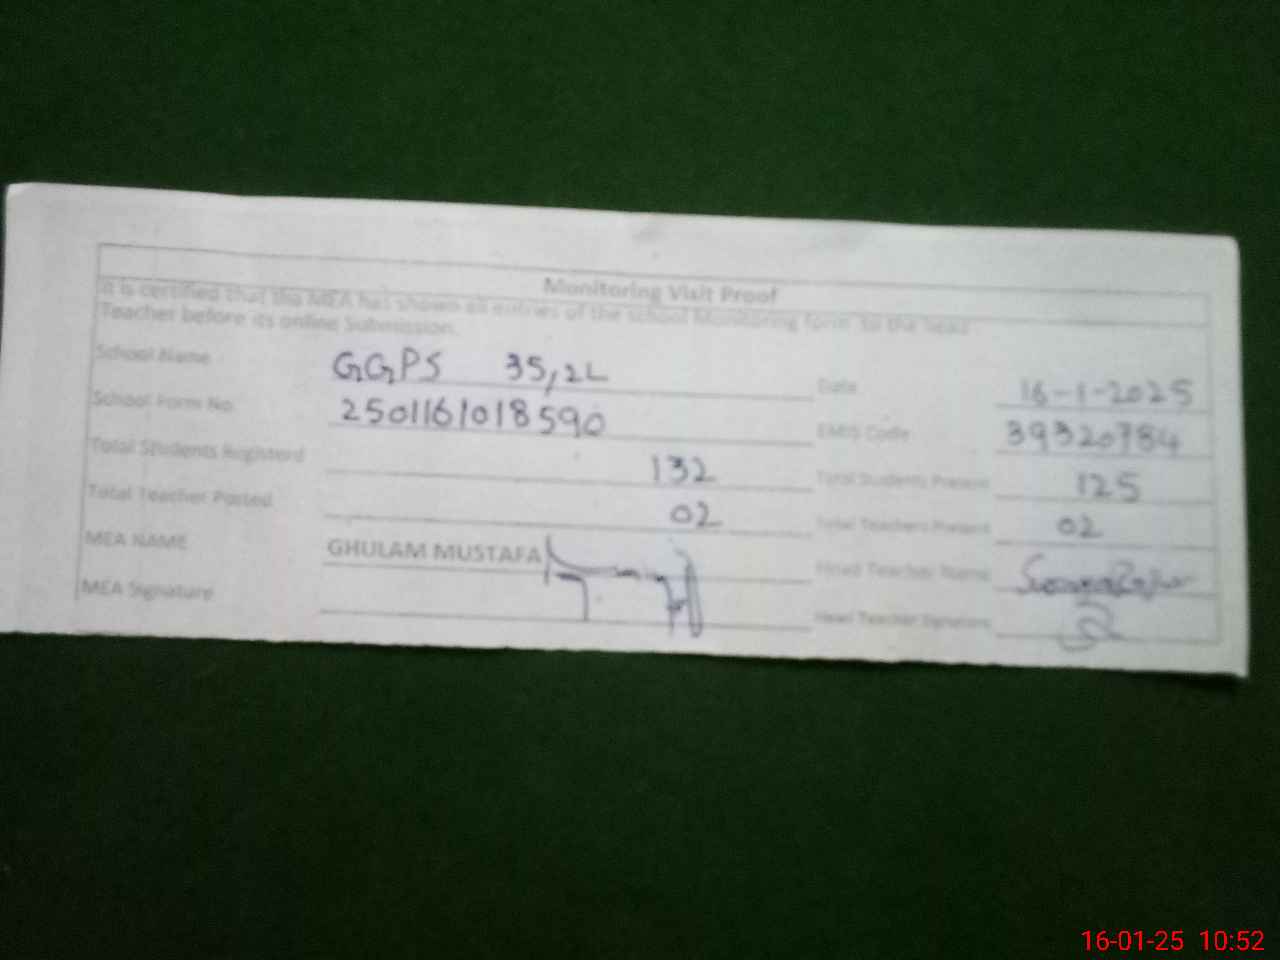 Monitoring Visit Proof
It is certified that the MEA has shown all entries of the school Monitoring form to the head
Teacher before its online Submission.
School Name GGPS 35,2L Date 16-1-2025
School Form No 2501161018590 EMIS Code 39320784
Total Students Registerd 132 Total Students Present 125
Total Teacher Posted 02 Total Teachers Present 02
MEA NAME GHULAM MUSTAFA Head Teacher Name
MEA Signature Head Teacher Signature
16-01-25 10:52